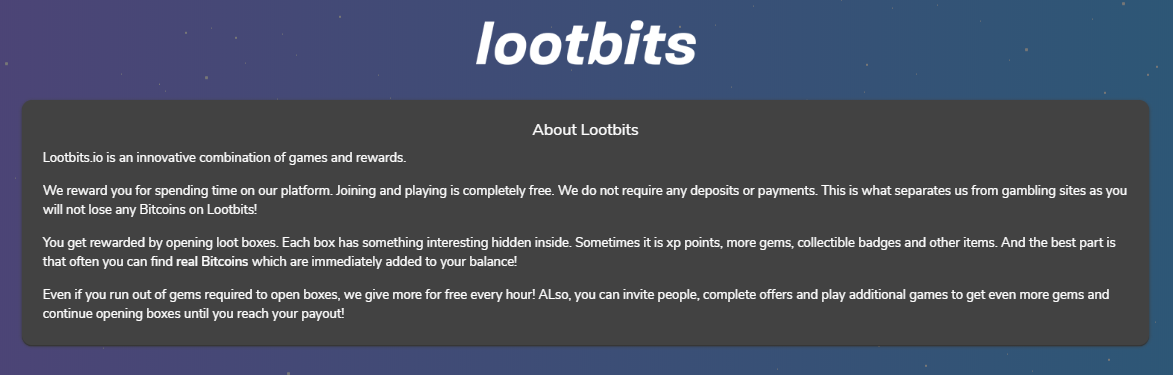 lootbits
About Lootbits
Lootbits.io is an innovative combination of games and rewards.
We reward you for spending time on our platform. Joining and playing is completely free. We do not require any deposits or payments. This is what separates us from gambling sites as you
will not lose any Bitcoins on Lootbits!
You get rewarded by opening loot boxes. Each box has something interesting hidden inside. Sometimes it is xp points, more gems, collectible badges and other items. And the best part is
that often you can find real Bitcoins which are immediately added to your balance!
Even if you run out of gems required to open boxes, we give more for free every hour! ALso, you can invite people, complete offers and play additional games to get even more gems and
continue opening boxes until you reach your payout!